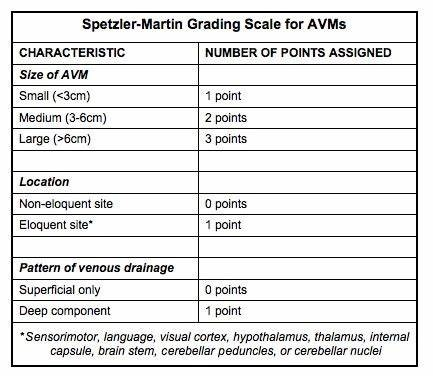 Spetzler-Martin Grading Scale for AVMs
CHARACTERISTIC NUMBER OF POINTS ASSIGNED
Size of AVM
Small (<3cm) 1 point
Medium (3-6cm) 2 points
Large (>6cm) 3 points
Location
Non-eloquent site 0 points
Eloquent site* 1 point
Pattern of venous drainage
Superficial only 0 points
Deep component 1 point
*Sensorimotor, language, visual cortex, hypothalamus, thalamus, internal
capsule, brain stem, cerebellar peduncles, or cerebellar nuclei